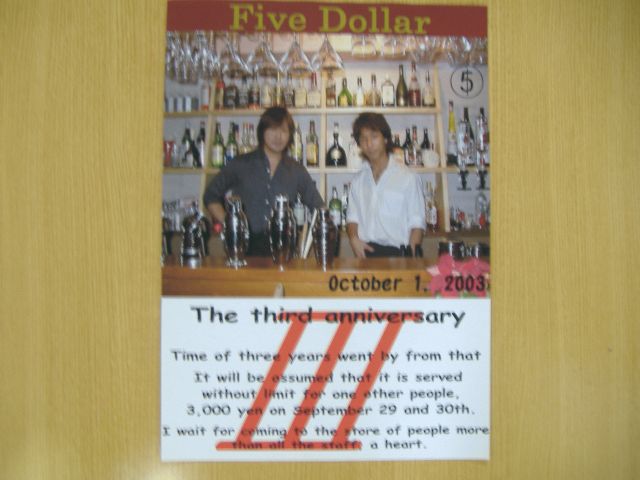 Five Dollar
5
October 1. 2003
The third anniversary
III
Time of three years went by from that
It will be assumed that it is served
without limit for one other people,
3,000 yen on September 29 and 30th.
I wait for coming to the store of people more
than all the staff, a heart.